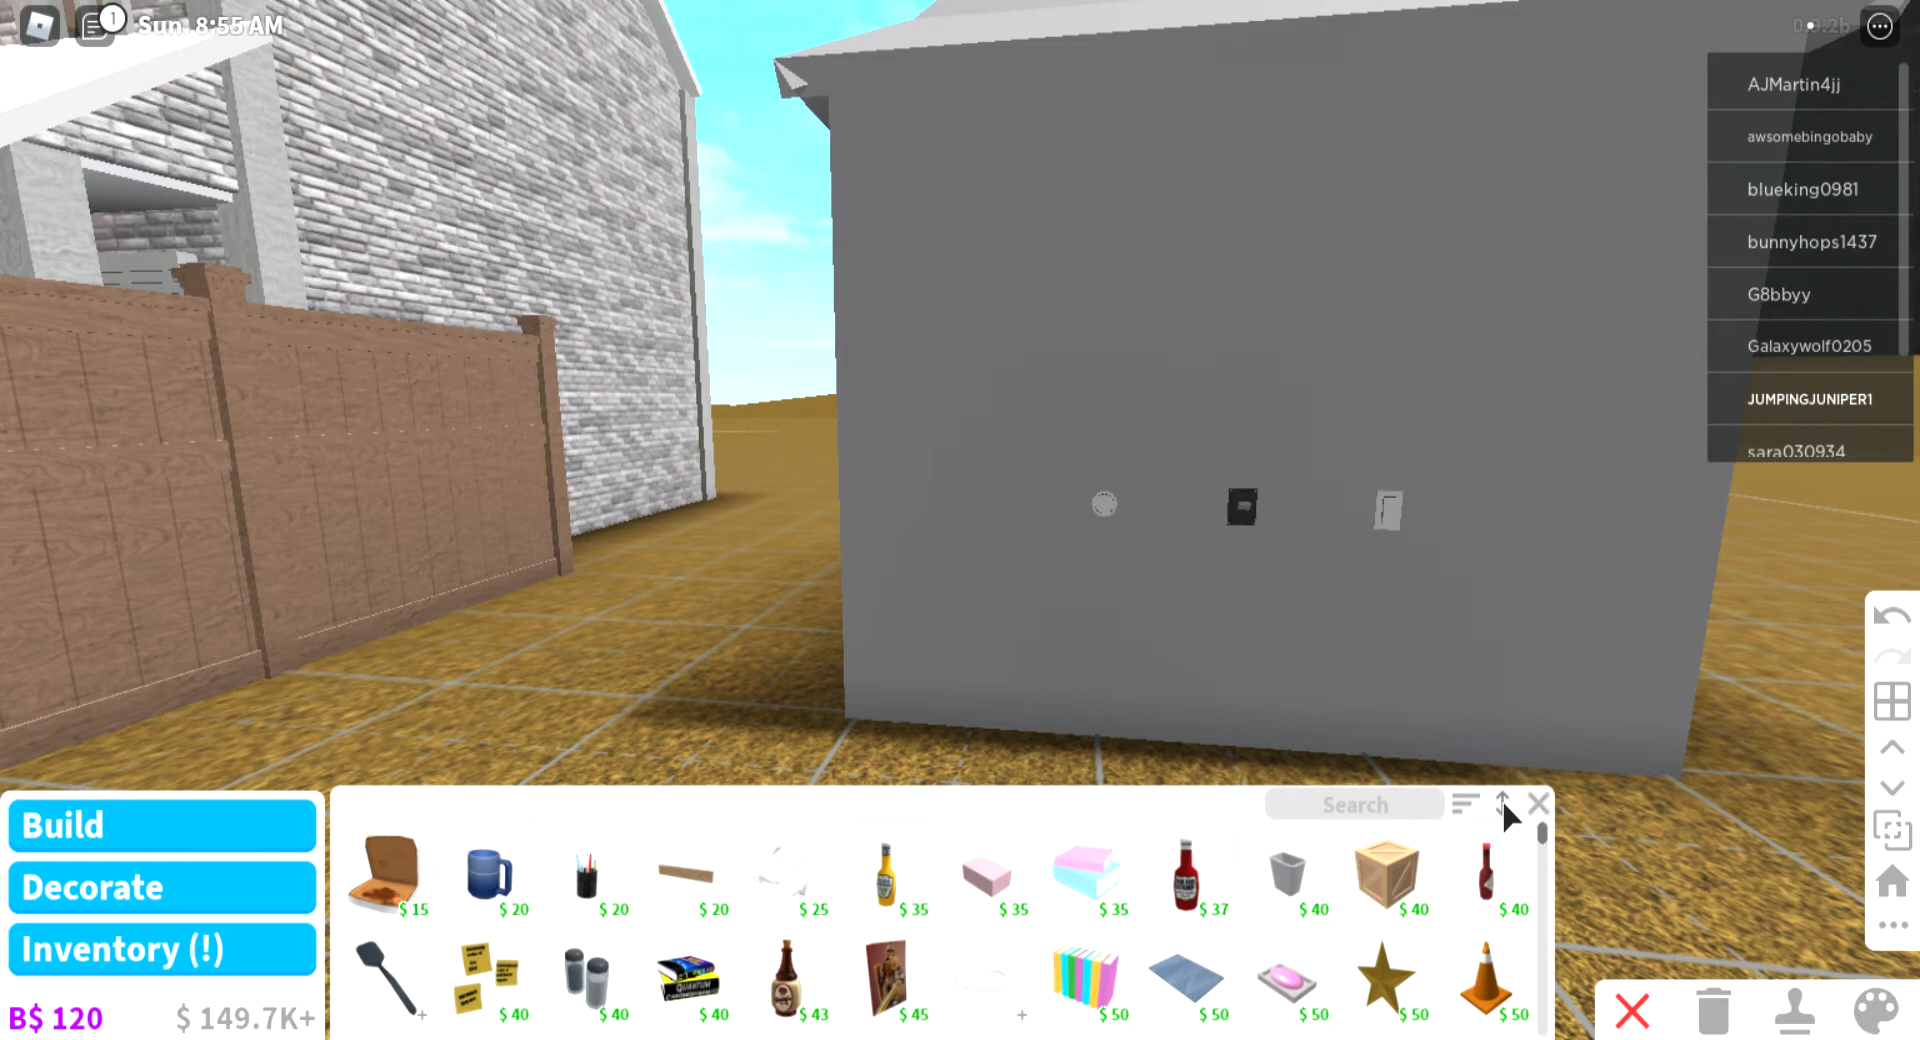 1
Sun. 8:55 AM
AJMartin4jj
awsomebingobaby
blueking0981
bunnyhops1437
G8bbyy
Galaxywolf0205
JUMPINGJUNIPER1
sara030934
Build
Decorate
Inventory (!)
B$ 120
$ 149.7K+
Search
$ 15
$ 20
$ 20
$ 20
$ 25
$ 35
$ 35
$ 35
$ 37
$ 40
$ 40
$ 40
+
$ 40
$ 40
$ 40
$ 43
$ 45
+
$ 50
$ 50
$ 50
$ 50
$ 50